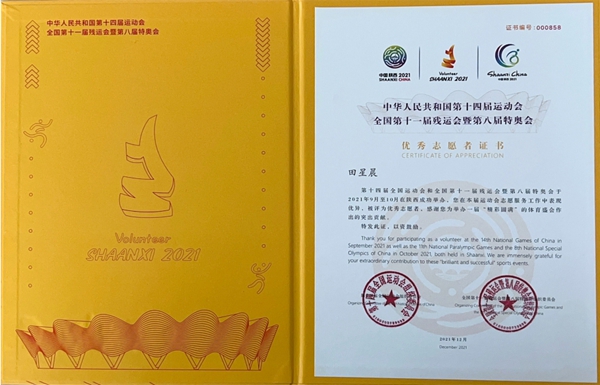 中华人民共和国第十四届运动会
全国第十一届残运会暨第八届特奥会
Volunteer
SHAANXI 2021
证书编号:000858
中国·陕西 2021
SHAANXI CHINA
Volunteer
SHAANXI 2021
Shaanxi China
中华人民共和国第十四届运动会
全国第十一届残运会暨第八届特奥会
优秀志愿者证书
CERTIFICATE OF APPRECIATION
田星晨
第十四届全国运动会和全国第十一届残运会暨第八届特奥会于
2021年9月至10月在陕西成功举办,您在本届运动会志愿服务工作中表现
优异,被评为优秀志愿者,感谢您为举办一届“精彩圆满”的体育盛会作
出的突出贡献。
特发此证,以资鼓励。
Thank you for participating as a volunteer at the 14th National Games of China in
September 2021 as well as the 11th National Paralympic Games and the 8th National Special
Olympics of China in October 2021, both held in Shaanxi. We are immensely grateful for
your extraordinary contribution to these "brilliant and successful" sports events.
2021年12月
December 2021